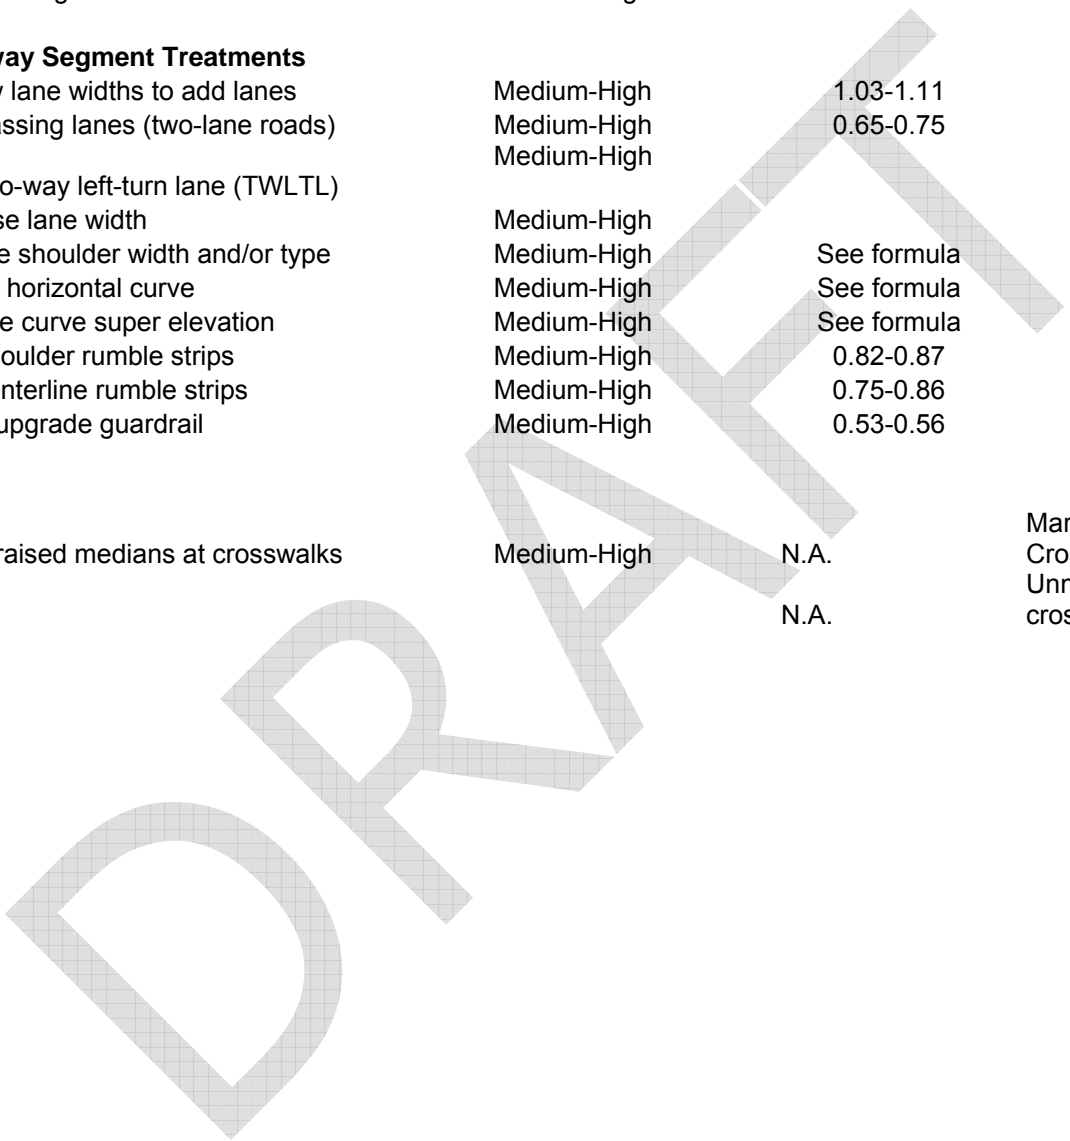 way Segment Treatments
lane widths to add lanes Medium-High 1.03-1.11
assing lanes (two-lane roads) Medium-High 0.65-0.75
Medium-High
o-way left-turn lane (TWLTL)
se lane width Medium-High
e shoulder width and/or type Medium-High See formula
horizontal curve Medium-High See formula
e curve super elevation Medium-High See formula
oulder rumble strips Medium-High 0.82-0.87
nterline rumble strips Medium-High 0.75-0.86
upgrade guardrail Medium-High 0.53-0.56
Mar
raised medians at crosswalks Medium-High N.A. Cros
Unn
N.A. cros
DRAFT